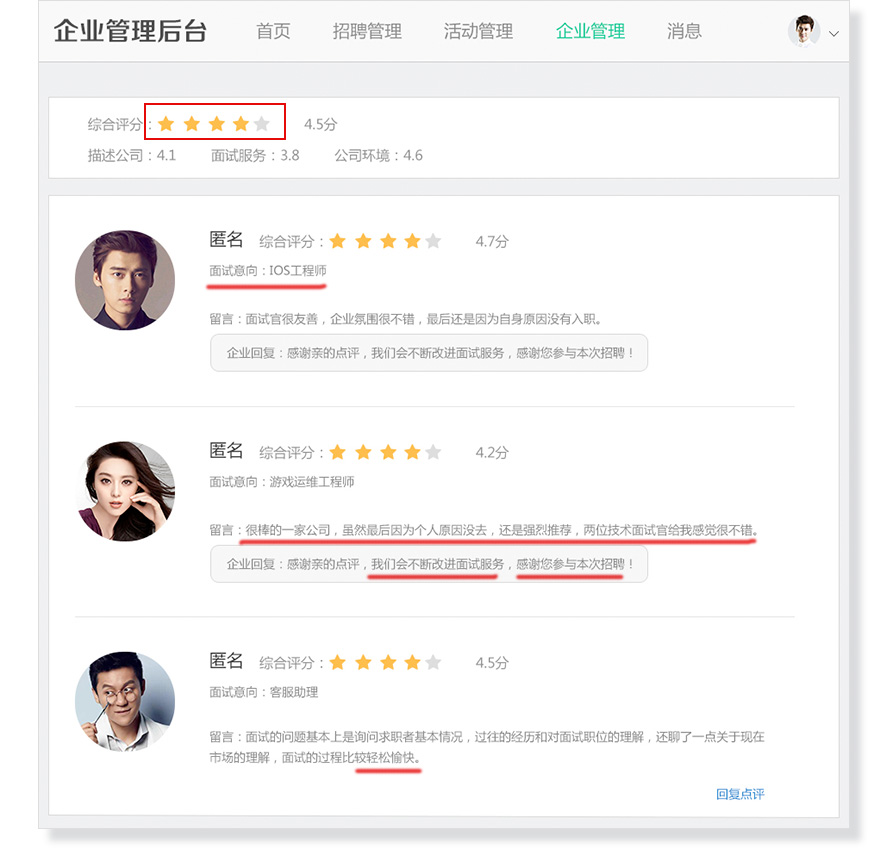 企业管理后台 首页 招聘管理 活动管理 企业管理 消息
综合评分： 4.5分
描述公司：4.1 面试服务：3.8 公司环境：4.6
匿名 综合评分： 4.7分
面试意向：IOS工程师
留言：面试官很友善，企业氛围很不错，最后还是因为自身原因没有入职。
企业回复：感谢亲的点评，我们会不断改进面试服务，感谢您参与本次招聘！
匿名 综合评分： 4.2分
面试意向：游戏运维工程师
留言：很棒的一家公司，虽然最后因为个人原因没去，还是强烈推荐，两位技术面试官给我感觉很不错。
企业回复：感谢亲的点评，我们会不断改进面试服务，感谢您参与本次招聘！
匿名 综合评分： 4.5分
面试意向：客服助理
留言：面试的问题基本上是询问求职者基本情况，过往的经历和对面试职位的理解，还聊了一点关于现在
市场的理解，面试的过程比较轻松愉快。
回复点评